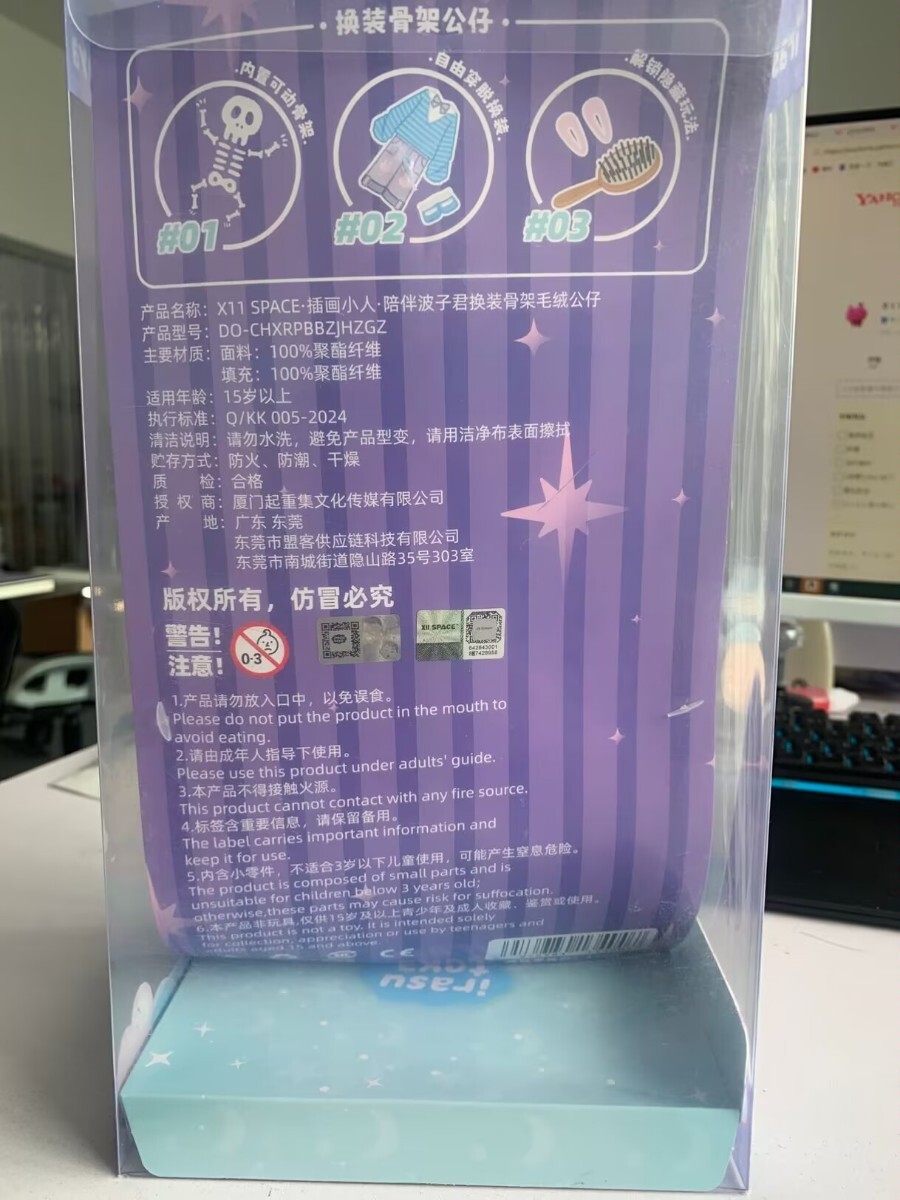 ·换装骨架公仔·
·内置可动骨架·
·自由穿脱换装·
·解锁隐藏玩法·
#01
#02
#03
产品名称：X11 SPACE·插画小人·陪伴波子君换装骨架毛绒公仔
产品型号：DO-CHXRPBBZJHZGZ
主要材质：面料：100%聚酯纤维
填充：100%聚酯纤维
适用年龄：15岁以上
执行标准：Q/KK 005-2024
清洁说明：请勿水洗，避免产品型变，请用洁净布表面擦拭
贮存方式：防火、防潮、干燥
质 检：合格
授 权 商：厦门起重集文化传媒有限公司
产 地：广东 东莞
东莞市盟客供应链科技有限公司
东莞市南城街道隐山路35号303室
版权所有，仿冒必究
警告！
注意！
0-3
XII SPACE
1.产品请勿放入口中，以免误食。
Please do not put the product in the mouth to
avoid eating.
2.请由成年人指导下使用。
Please use this product under adults' guide.
3.本产品不得接触火源。
This product cannot contact with any fire source.
4.标签含重要信息，请保留备用。
The label carries important information and
keep it for use.
5.内含小零件，不适合3岁以下儿童使用，可能产生窒息危险。
The product is composed of small parts and is
unsuitable for children below 3 years old;
otherwise,these parts may cause risk for suffocation.
6.本产品非玩具,仅供15岁及以上青少年及成人收藏、鉴赏或使用。
This product is not a toy. It is intended solely
for collection, appreciation or use by teenagers and
aged 15 and above.
irasu
toya